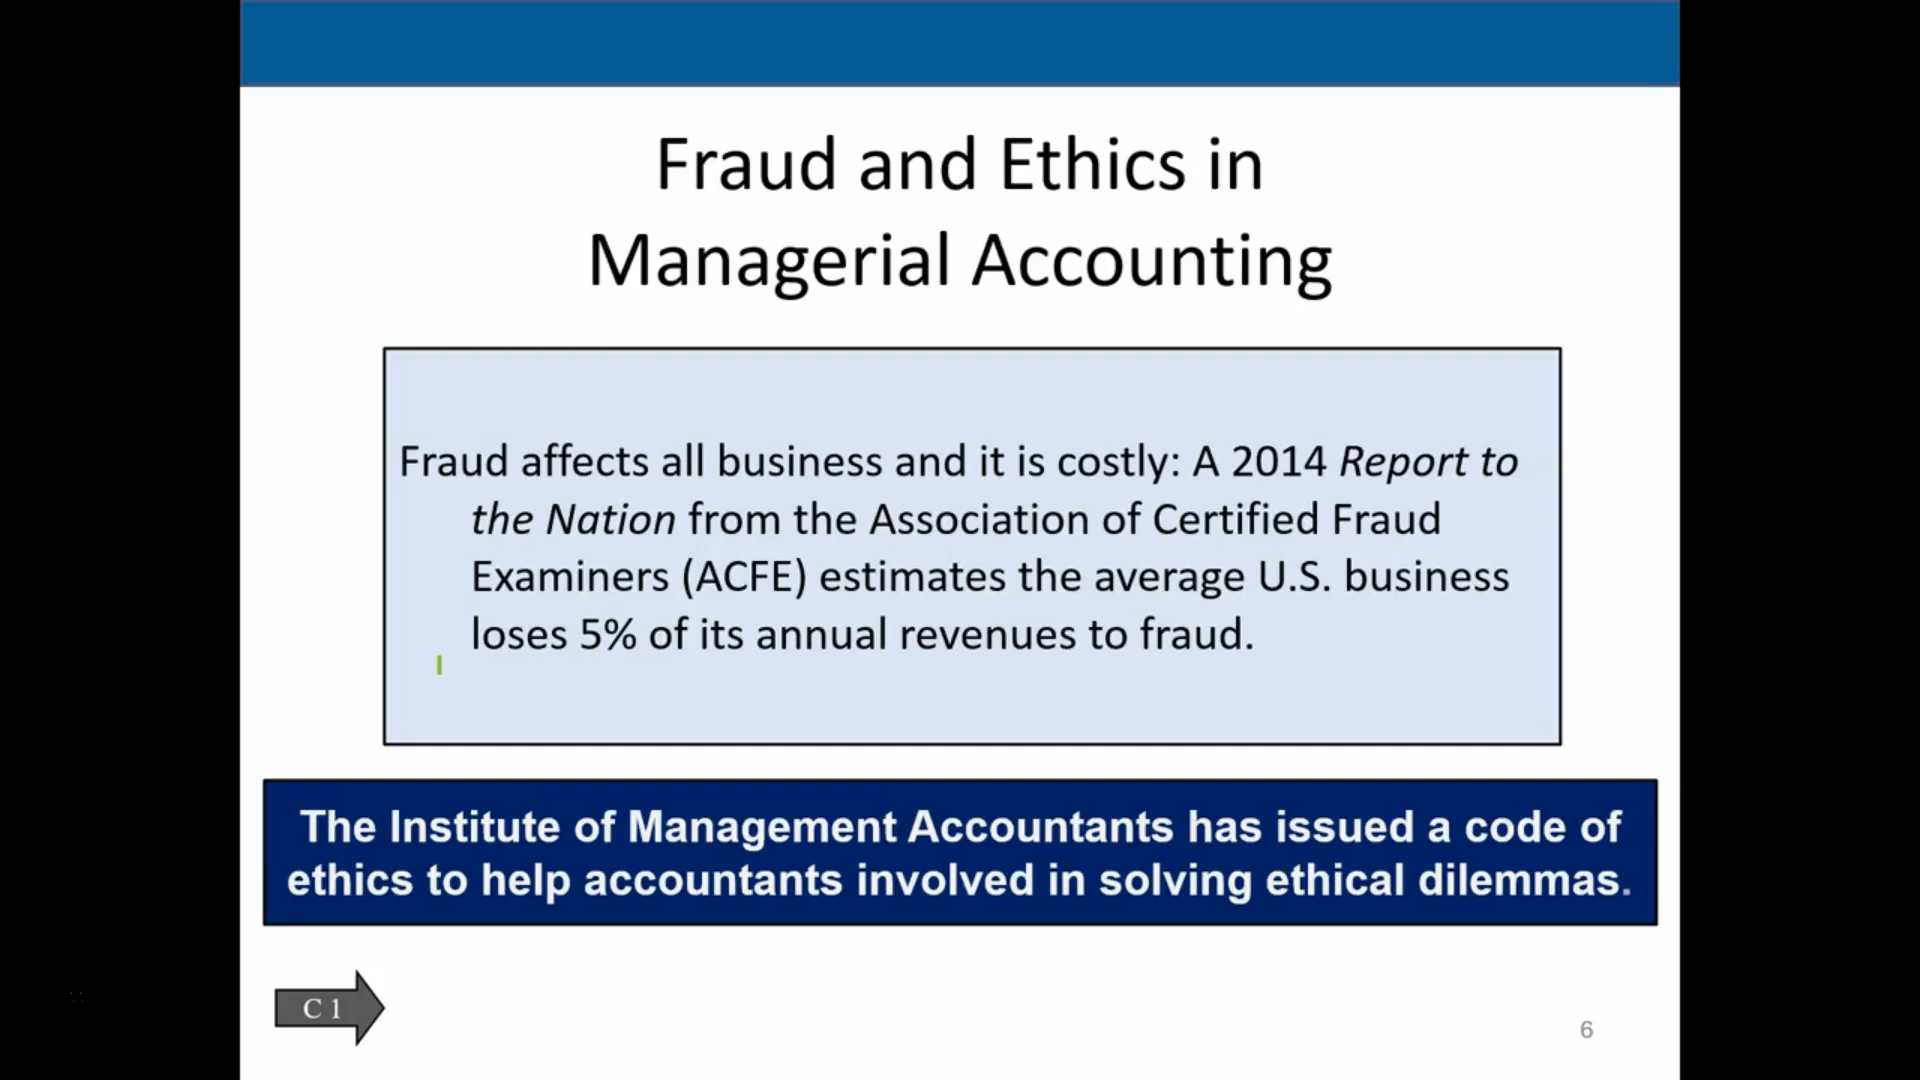 Fraud and Ethics in
Managerial Accounting
Fraud affects all business and it is costly: A 2014 Report to
the Nation from the Association of Certified Fraud
Examiners (ACFE) estimates the average U.S. business
loses 5% of its annual revenues to fraud.
The Institute of Management Accountants has issued a code of
ethics to help accountants involved in solving ethical dilemmas.
C 1
6